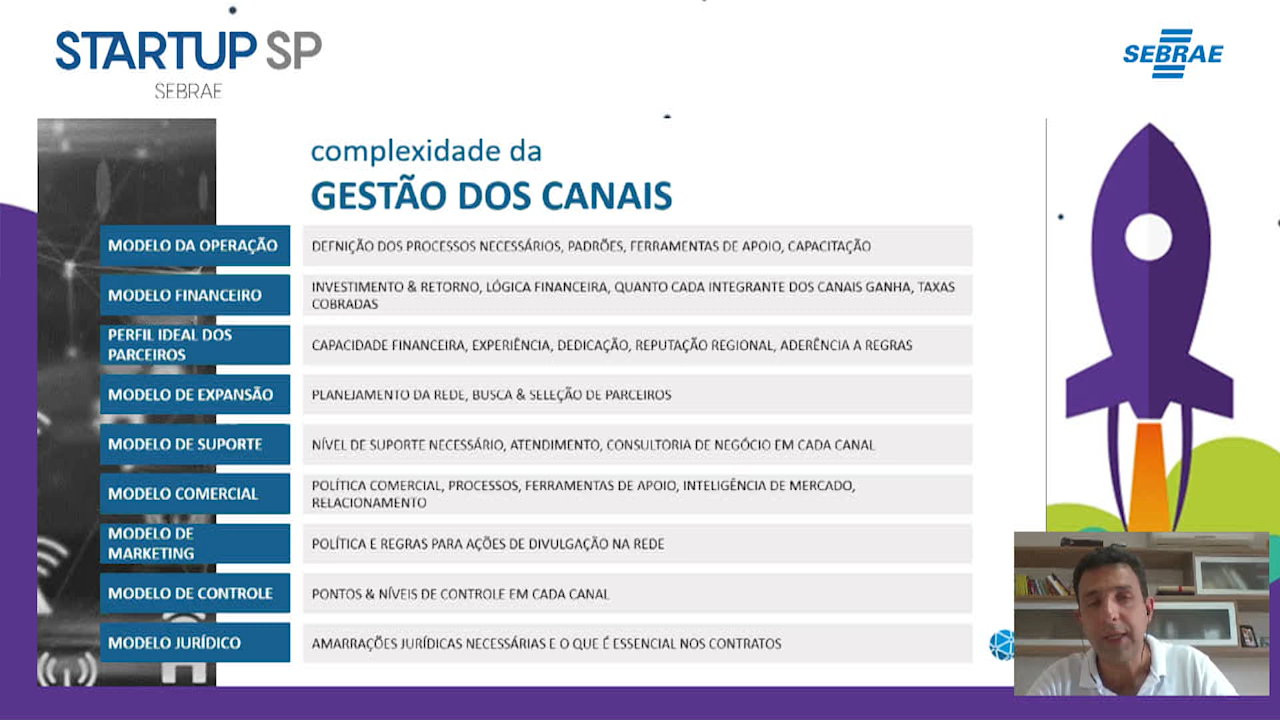 STARTUP SP
SEBRAE
SEBRAE
complexidade da
GESTÃO DOS CANAIS
MODELO DA OPERAÇÃO
DEFNIÇÃO DOS PROCESSOS NECESSÁRIOS, PADRÕES, FERRAMENTAS DE APOIO, CAPACITAÇÃO
MODELO FINANCEIRO
INVESTIMENTO & RETORNO, LÓGICA FINANCEIRA, QUANTO CADA INTEGRANTE DOS CANAIS GANHA, TAXAS
COBRADAS
PERFIL IDEAL DOS
PARCEIROS
CAPACIDADE FINANCEIRA, EXPERIÊNCIA, DEDICAÇÃO, REPUTAÇÃO REGIONAL, ADERÊNCIA A REGRAS
MODELO DE EXPANSÃO
PLANEJAMENTO DA REDE, BUSCA & SELEÇÃO DE PARCEIROS
MODELO DE SUPORTE
NÍVEL DE SUPORTE NECESSÁRIO, ATENDIMENTO, CONSULTORIA DE NEGÓCIO EM CADA CANAL
MODELO COMERCIAL
POLÍTICA COMERCIAL, PROCESSOS, FERRAMENTAS DE APOIO, INTELIGÊNCIA DE MERCADO,
RELACIONAMENTO
MODELO DE
MARKETING
POLÍTICA E REGRAS PARA AÇÕES DE DIVULGAÇÃO NA REDE
MODELO DE CONTROLE
PONTOS & NÍVEIS DE CONTROLE EM CADA CANAL
MODELO JURÍDICO
AMARRAÇÕES JURÍDICAS NECESSÁRIAS E O QUE É ESSENCIAL NOS CONTRATOS